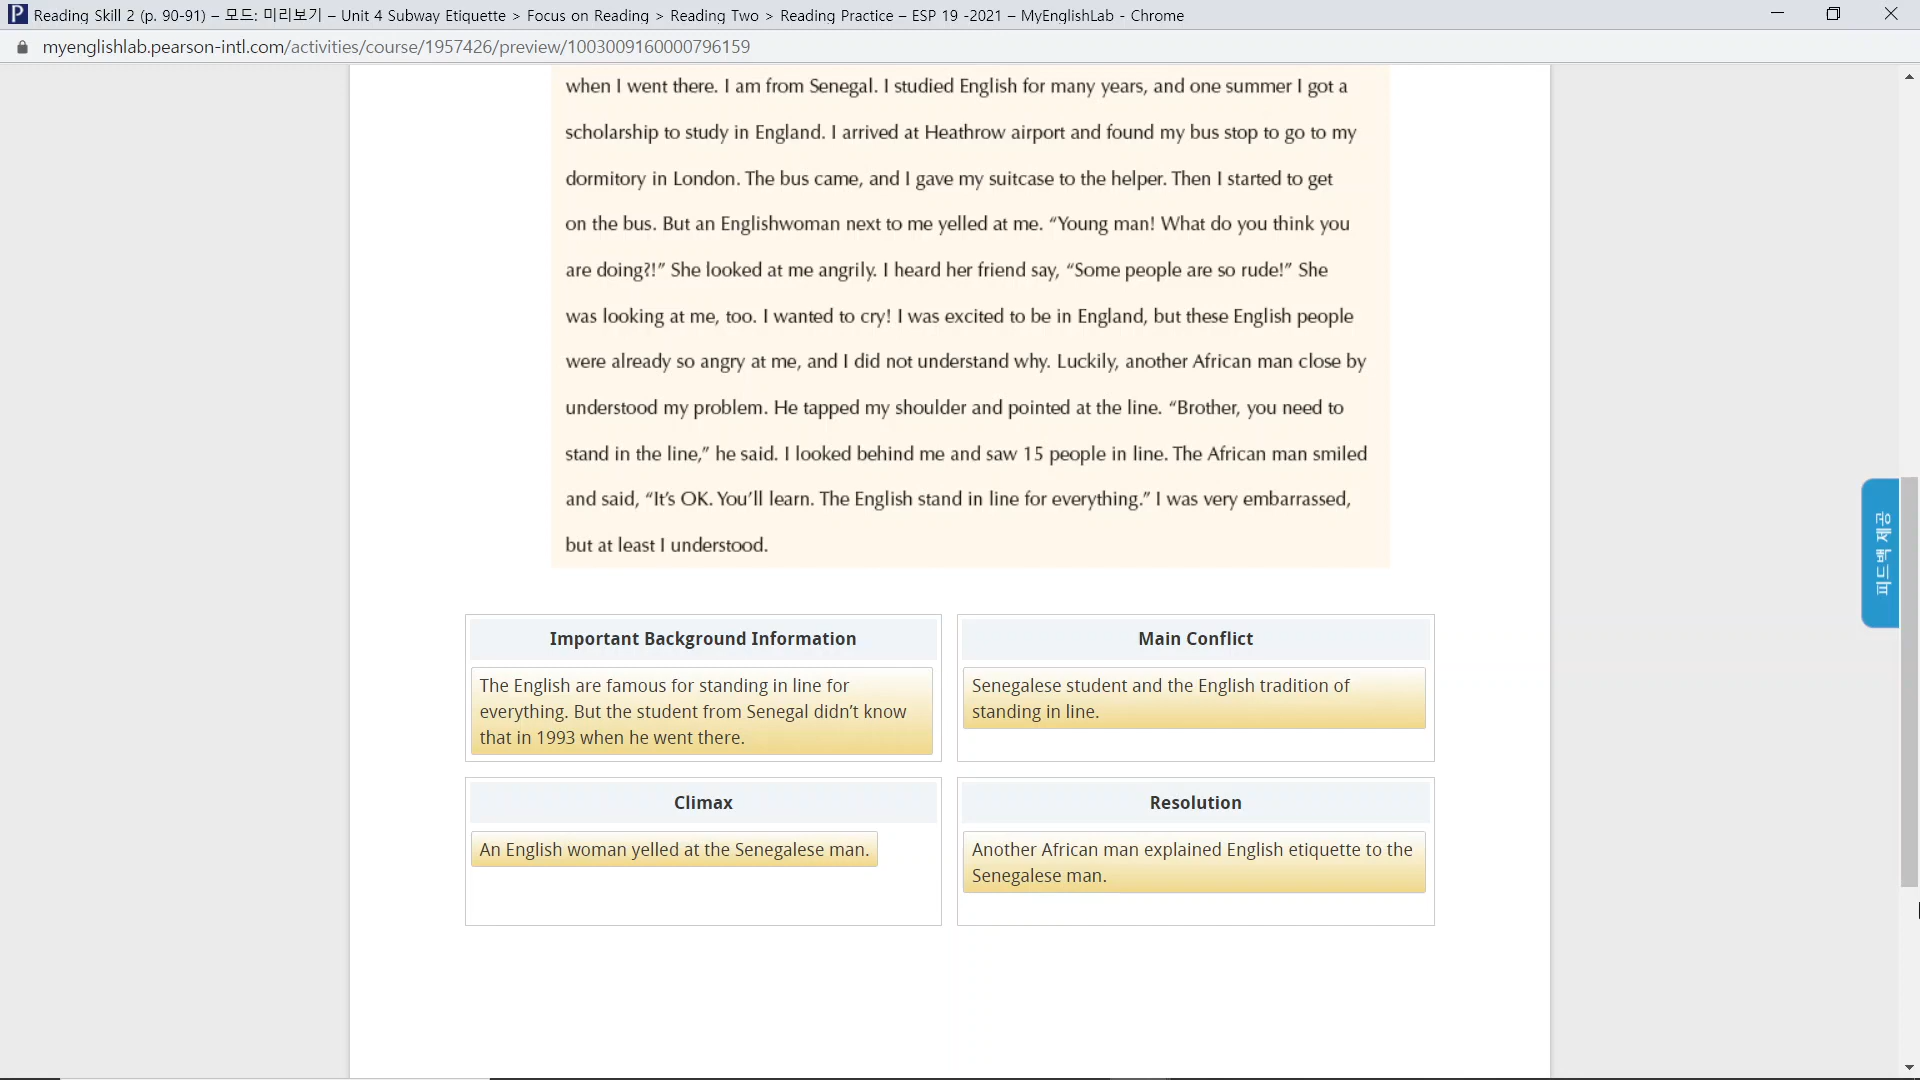 Reading Skill 2 (p. 90-91) – 모드: 미리보기 – Unit 4 Subway Etiquette > Focus on Reading > Reading Two > Reading Practice – ESP 19 -2021 – MyEnglishLab - Chrome
myenglishlab.pearson-intl.com/activities/course/1957426/preview/1003009160000796159
when I went there. I am from Senegal. I studied English for many years, and one summer I got a
scholarship to study in England. I arrived at Heathrow airport and found my bus stop to go to my
dormitory in London. The bus came, and I gave my suitcase to the helper. Then I started to get
on the bus. But an Englishwoman next to me yelled at me. “Young man! What do you think you
are doing?!” She looked at me angrily. I heard her friend say, “Some people are so rude!” She
was looking at me, too. I wanted to cry! I was excited to be in England, but these English people
were already so angry at me, and I did not understand why. Luckily, another African man close by
understood my problem. He tapped my shoulder and pointed at the line. “Brother, you need to
stand in the line,” he said. I looked behind me and saw 15 people in line. The African man smiled
and said, “It’s OK. You’ll learn. The English stand in line for everything.” I was very embarrassed,
but at least I understood.
피드백 제공
Important Background Information
The English are famous for standing in line for
everything. But the student from Senegal didn’t know
that in 1993 when he went there.
Main Conflict
Senegalese student and the English tradition of
standing in line.
Climax
An English woman yelled at the Senegalese man.
Resolution
Another African man explained English etiquette to the
Senegalese man.